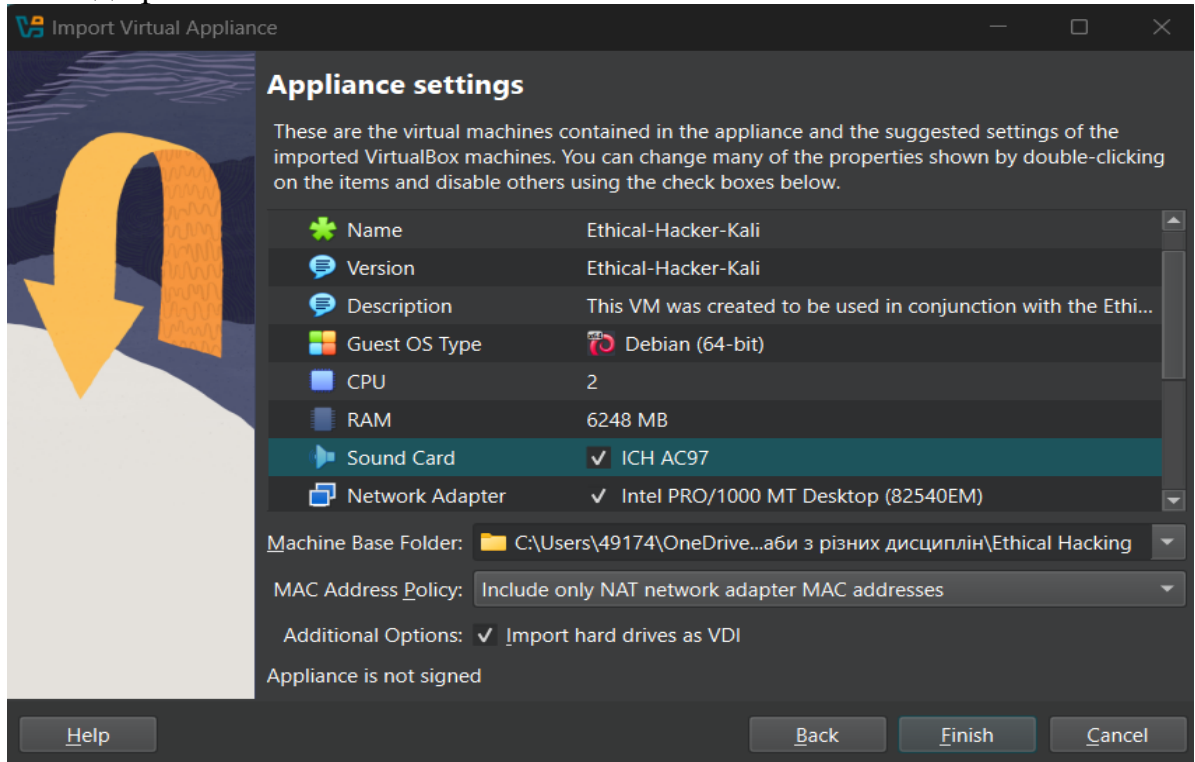 Import Virtual Appliance
Appliance settings
These are the virtual machines contained in the appliance and the suggested settings of the
imported VirtualBox machines. You can change many of the properties shown by double-clicking
on the items and disable others using the check boxes below.
Name Ethical-Hacker-Kali
Version Ethical-Hacker-Kali
Description This VM was created to be used in conjunction with the Ethi...
Guest OS Type Debian (64-bit)
CPU 2
RAM 6248 MB
Sound Card ICH AC97
Network Adapter Intel PRO/1000 MT Desktop (82540EM)
Machine Base Folder: C:\Users\49174\OneDrive...аби з різних дисциплін\Ethical Hacking
MAC Address Policy: Include only NAT network adapter MAC addresses
Additional Options: Import hard drives as VDI
Appliance is not signed
Help Back Finish Cancel